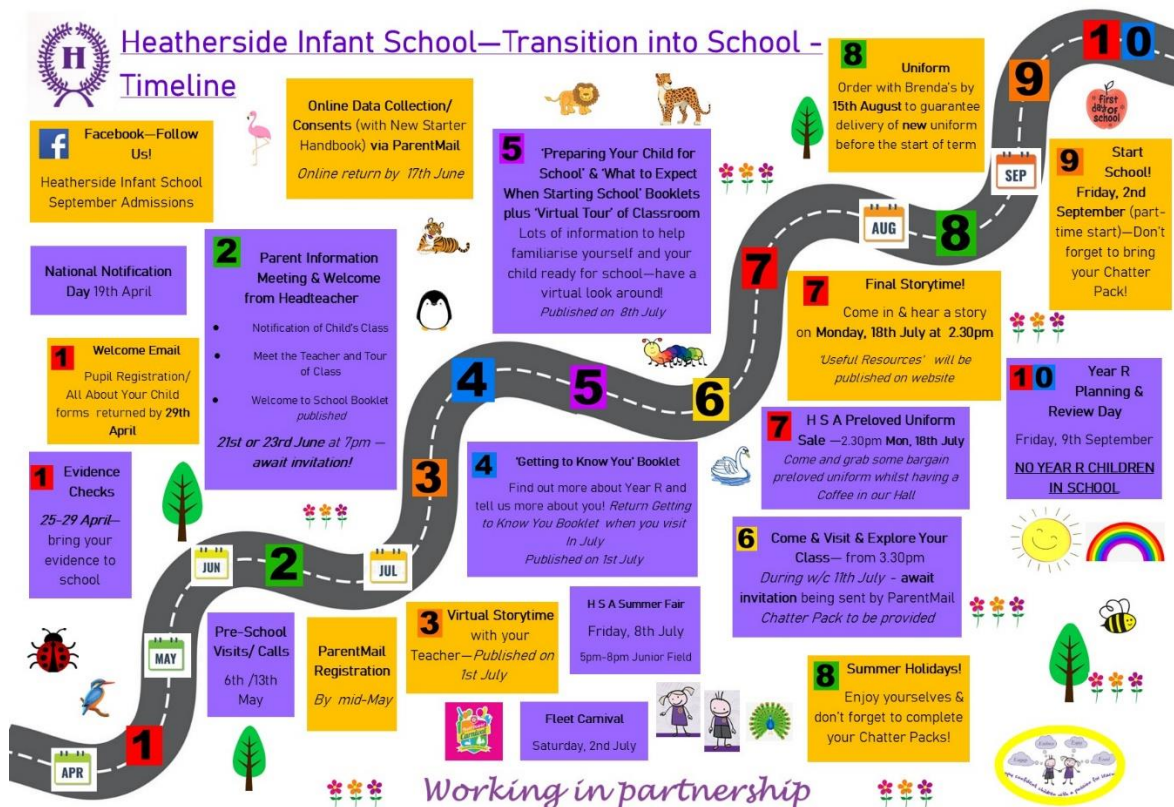 H
Heatherside Infant School—Transition into School -
Timeline
Facebook—Follow
Us!
Heatherside Infant School
September Admissions
National Notification
Day 19th April
1
Welcome Email
Pupil Registration/
All About Your Child
forms returned by 29th
April
1
Evidence
Checks
25-29 April—
bring your
evidence to
school
Online Data Collection/
Consents (with New Starter
Handbook) via ParentMail
Online return by 17th June
2
Parent Information
Meeting & Welcome
from Headteacher
• Notification of Child's Class
• Meet the Teacher and Tour
of Class
• Welcome to School Booklet
published
21st or 23rd June at 7pm —
await invitation!
Pre-School
Visits/ Calls
6th /13th
May
ParentMail
Registration
By mid-May
3
Virtual Storytime
with your
Teacher—Published on
1st July
4
'Getting to Know You' Booklet
Find out more about Year R and
tell us more about you! Return Getting
to Know You Booklet when you visit
In July
Published on 1st July
H S A Summer Fair
Friday, 8th July
5pm-8pm Junior Field
Fleet Carnival
Saturday, 2nd July
5
'Preparing Your Child for
School' & 'What to Expect
When Starting School' Booklets
plus 'Virtual Tour' of Classroom
Lots of information to help
familiarise yourself and your
child ready for school—have a
virtual look around!
Published on 8th July
6
Come & Visit & Explore Your
Class— from 3.30pm
During w/c 11th July - await
invitation being sent by ParentMail
Chatter Pack to be provided
7
Final Storytime!
Come in & hear a story
on Monday, 18th July at 2.30pm
'Useful Resources' will be
published on website
7
H S A Preloved Uniform
Sale —2.30pm Mon, 18th July
Come and grab some bargain
preloved uniform whilst having a
Coffee in our Hall
8
Uniform
Order with Brenda's by
15th August to guarantee
delivery of new uniform
before the start of term
8
Summer Holidays!
Enjoy yourselves &
don't forget to complete
your Chatter Packs!
first
day of
school
9
Start
School!
Friday, 2nd
September (part-
time start)—Don't
forget to bring
your Chatter
Pack!
10
Year R
Planning &
Review Day
Friday, 9th September
NO YEAR R CHILDREN
IN SCHOOL
APR
1
MAY
JUN
2
JUL
3
4
5
6
7
AUG
8
SEP
9
10
Working in partnership